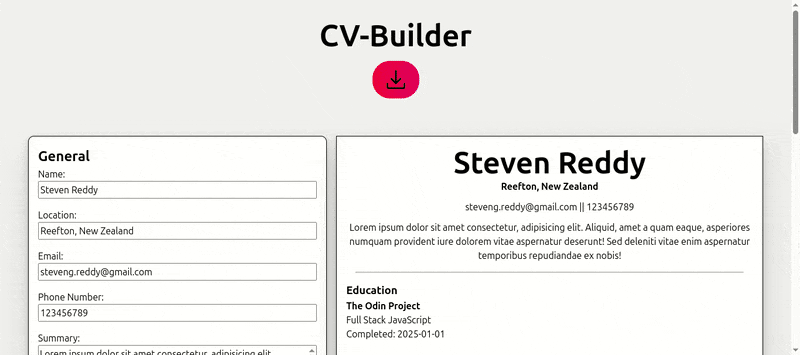 CV-Builder
General
Name:
Steven Reddy
Location:
Reefton, New Zealand
Email:
steveng.reddy@gmail.com
Phone Number:
123456789
Summary:
Lorem ipsum dolor sit amet consectetur, adipisicing elit.
Steven Reddy
Reefton, New Zealand
steveng.reddy@gmail.com || 123456789
Lorem ipsum dolor sit amet consectetur, adipisicing elit. Aliquid, amet a quam eaque, asperiores
numquam provident iure dolorem vitae aspernatur deserunt! Sed deleniti vitae enim aspernatur
temporibus repudiandae ex nobis!
Education
The Odin Project
Full Stack JavaScript
Completed: 2025-01-01